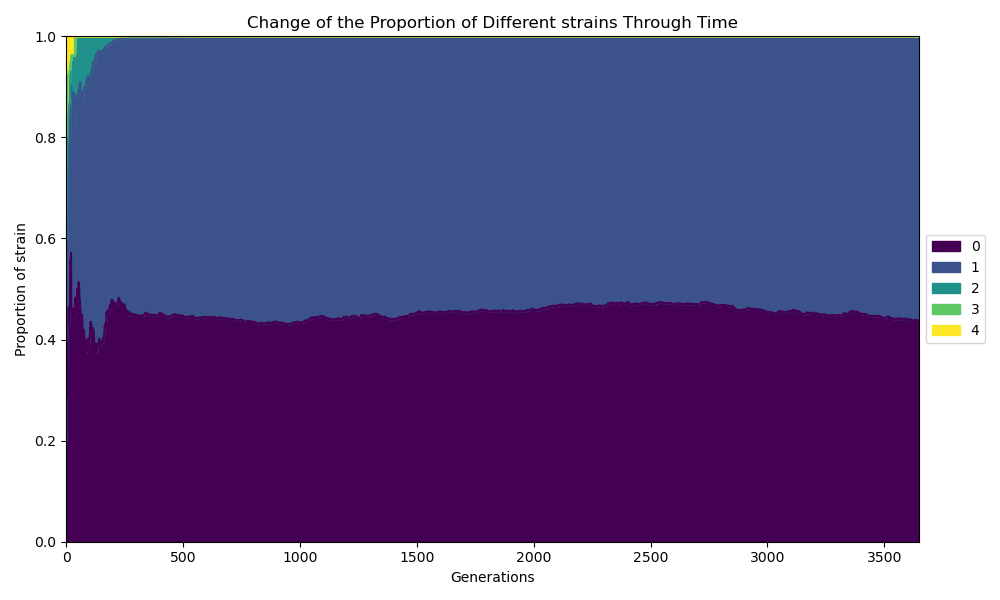 Change of the Proportion of Different strains Through Time
1.0
0.8
0.6
0.4
0.2
0.0
Proportion of strain
0 500 1000 1500 2000 2500 3000 3500
Generations
0
1
2
3
4